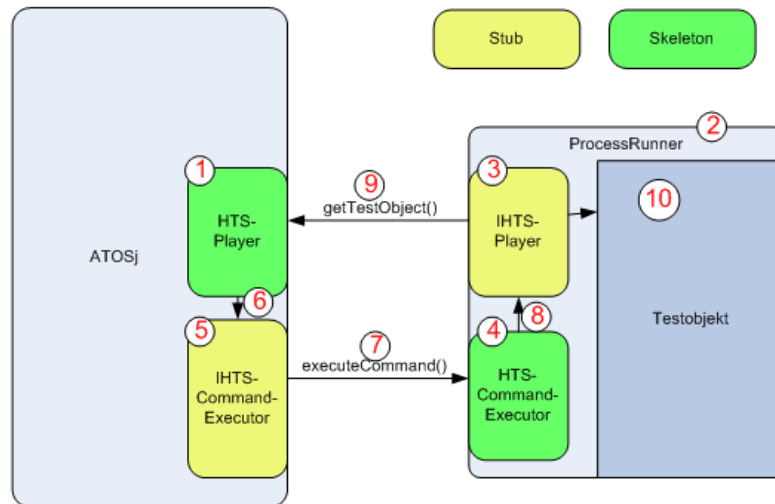 Stub
Skeleton
2
ProcessRunner
1
9
3
10
getTestObject()
HTS-
Player
IHTS-
Player
ATOSj
6
8
Testobjekt
5
7
4
executeCommand()
IHTS-
Command-
Executor
HTS-
Command-
Executor